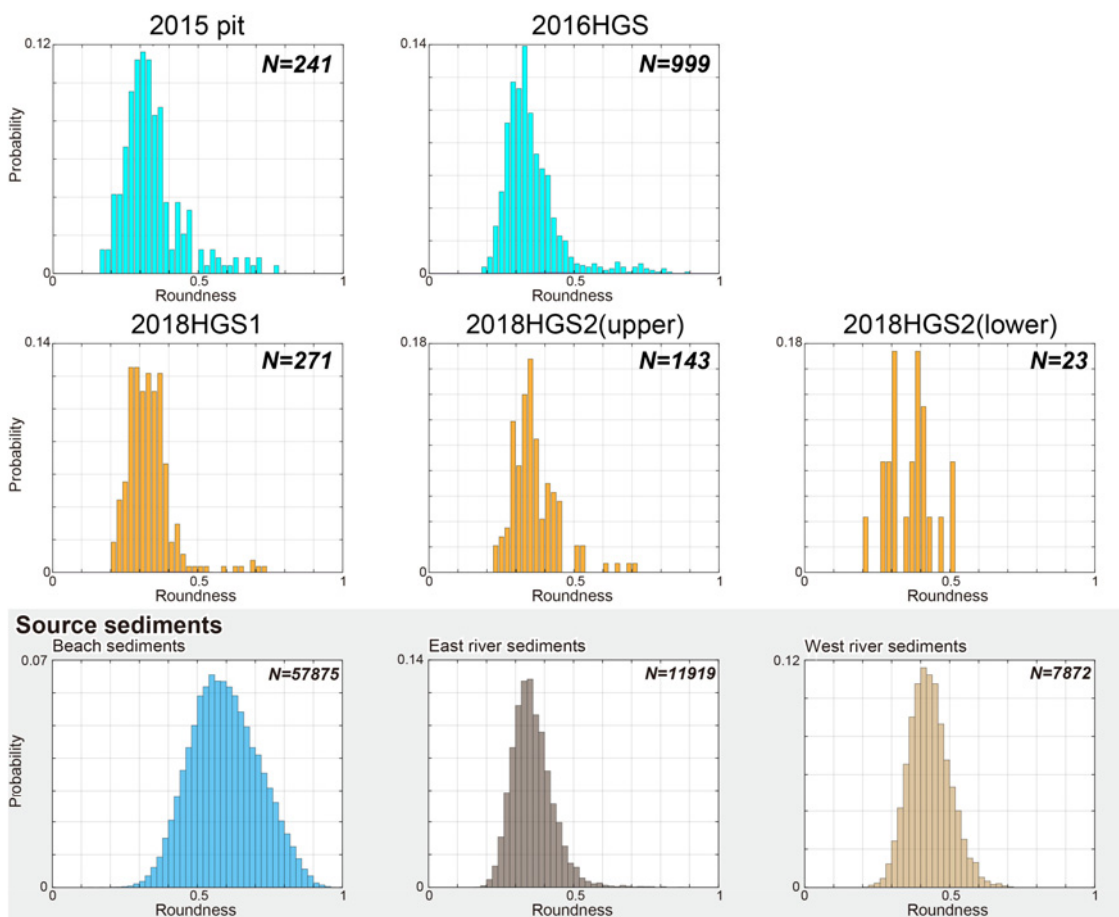 2015 pit
2016HGS
0.12
N=241
Probability
0
0
0.5
1
Roundness
0.14
N=999
0
0
0.5
1
Roundness
2018HGS1
2018HGS2(upper)
2018HGS2(lower)
0.14
N=271
Probability
0
0
0.5
1
Roundness
0.18
N=143
0
0
0.5
1
Roundness
0.18
N=23
0
0
0.5
1
Roundness
Source sediments
Beach sediments
0.07
N=57875
Probability
0
0
0.5
1
Roundness
East river sediments
0.14
N=11919
0
0
0.5
1
Roundness
West river sediments
0.12
N=7872
0
0
0.5
1
Roundness